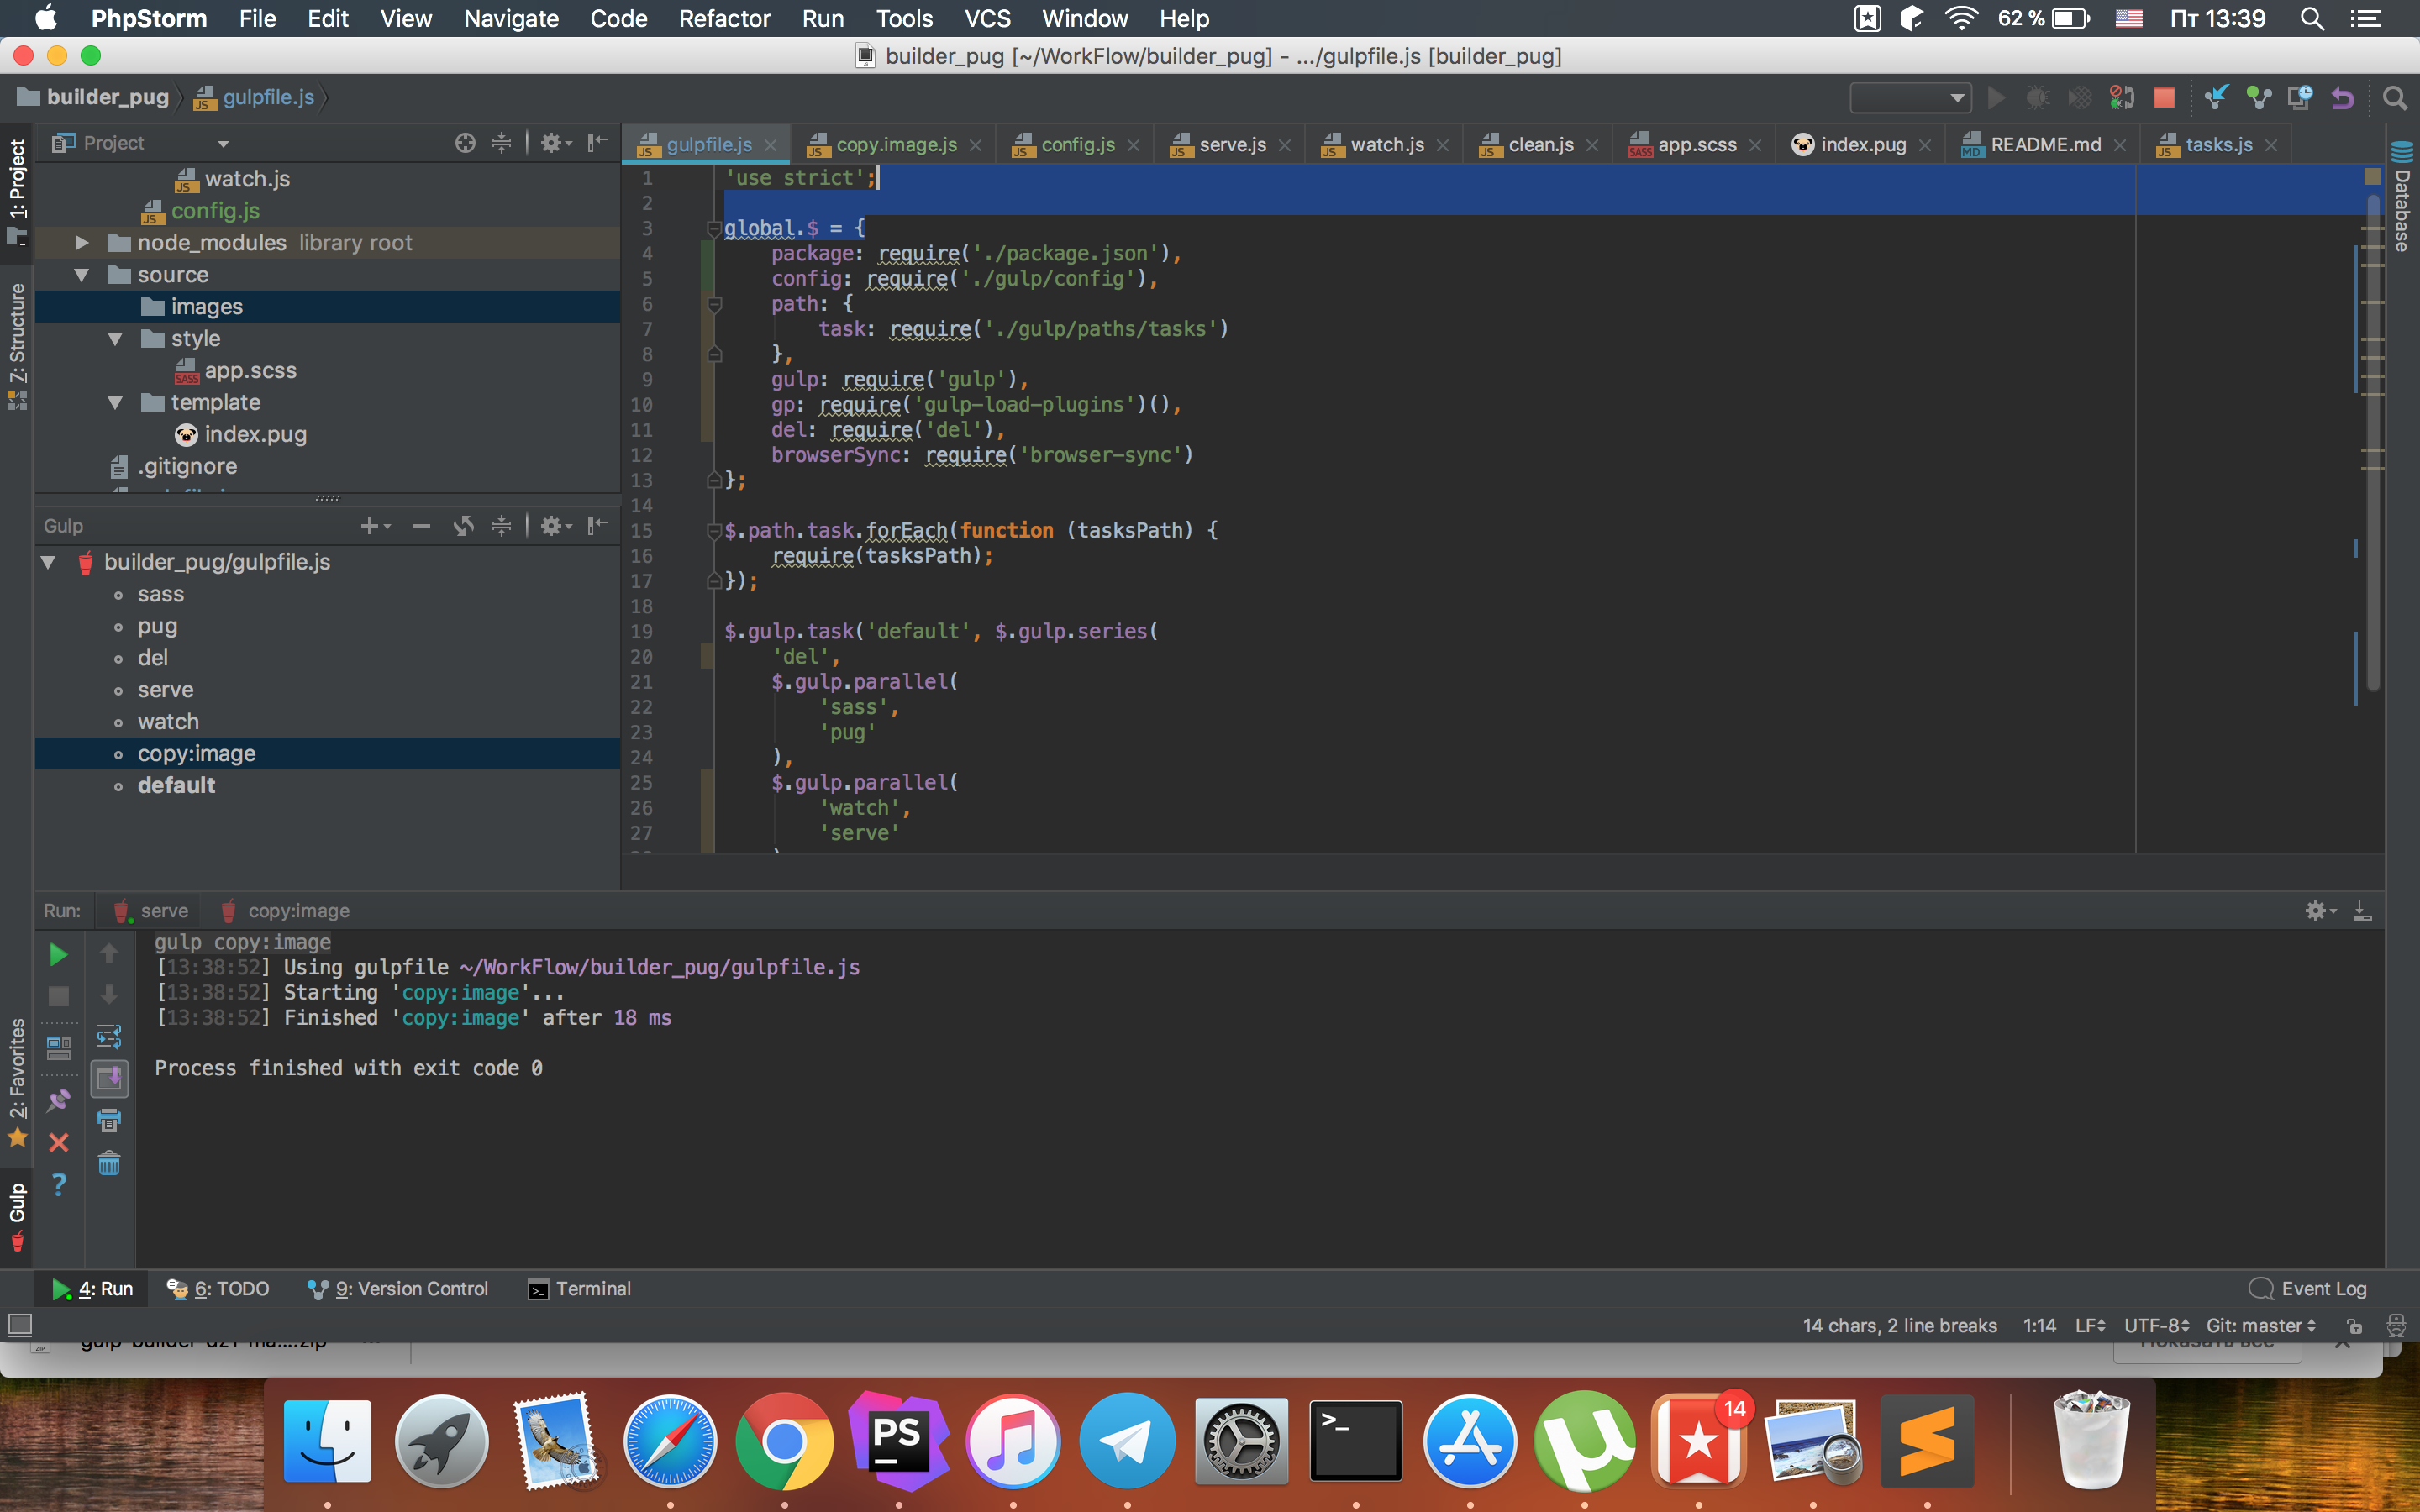 PhpStorm File Edit View Navigate Code Refactor Run Tools VCS Window Help 62 % Пт 13:39
builder_pug [~/WorkFlow/builder_pug] - .../gulpfile.js [builder_pug]
builder_pug gulpfile.js
Project
gulpfile.js copy.image.js config.js serve.js watch.js clean.js app.scss index.pug README.md tasks.js
1: Project
7: Structure
2: Favorites
Gulp
Database
watch.js
config.js
node_modules library root
source
images
style
app.scss
template
index.pug
.gitignore
Gulp
builder_pug/gulpfile.js
sass
pug
del
serve
watch
copy:image
default
1 'use strict';
2
3 global.$ = {
4 package: require('./package.json'),
5 config: require('./gulp/config'),
6 path: {
7 task: require('./gulp/paths/tasks')
8 },
9 gulp: require('gulp'),
10 gp: require('gulp-load-plugins')(),
11 del: require('del'),
12 browserSync: require('browser-sync')
13 };
14
15 $.path.task.forEach(function (tasksPath) {
16 require(tasksPath);
17 });
18
19 $.gulp.task('default', $.gulp.series(
20 'del',
21 $.gulp.parallel(
22 'sass',
23 'pug'
24 ),
25 $.gulp.parallel(
26 'watch',
27 'serve'
Run: serve copy:image
gulp copy:image
[13:38:52] Using gulpfile ~/WorkFlow/builder_pug/gulpfile.js
[13:38:52] Starting 'copy:image'...
[13:38:52] Finished 'copy:image' after 18 ms
Process finished with exit code 0
4: Run 6: TODO 9: Version Control Terminal Event Log
14 chars, 2 line breaks 1:14 LF UTF-8 Git: master
PS
14